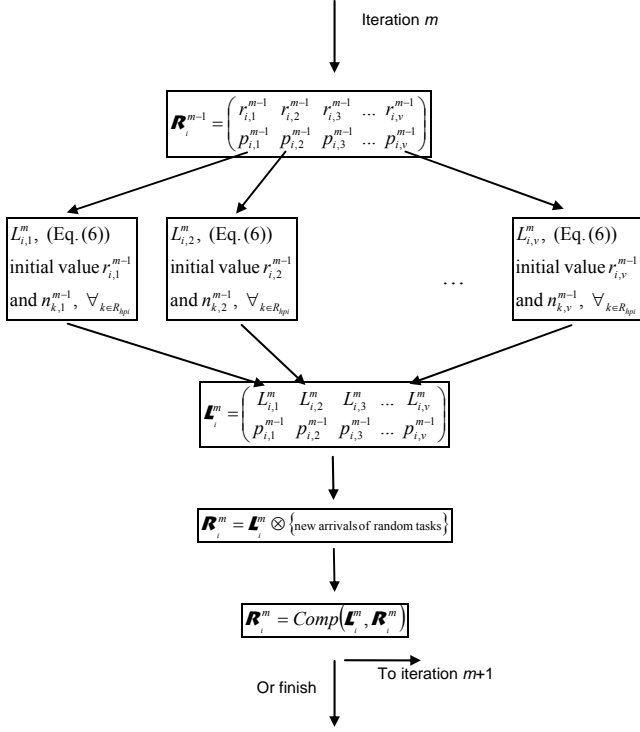 Iteration m
𝑹_i^{m-1} = ( r_{i,1}^{m-1} r_{i,2}^{m-1} r_{i,3}^{m-1} ... r_{i,v}^{m-1}
p_{i,1}^{m-1} p_{i,2}^{m-1} p_{i,3}^{m-1} ... p_{i,v}^{m-1} )
L_{i,1}^m, (Eq.(6))
initial value r_{i,1}^{m-1}
and n_{k,1}^{m-1}, ∀_{k∈R_{hpi}}
L_{i,2}^m, (Eq.(6))
initial value r_{i,2}^{m-1}
and n_{k,2}^{m-1}, ∀_{k∈R_{hpi}}
...
L_{i,v}^m, (Eq.(6))
initial value r_{i,v}^{m-1}
and n_{k,v}^{m-1}, ∀_{k∈R_{hpi}}
𝑳_i^m = ( L_{i,1}^m L_{i,2}^m L_{i,3}^m ... L_{i,v}^m
p_{i,1}^{m-1} p_{i,2}^{m-1} p_{i,3}^{m-1} ... p_{i,v}^{m-1} )
𝑹_i^m = 𝑳_i^m ⊗ {new arrivals of random tasks}
𝑹_i^m = Comp(𝑳_i^m, 𝑹_i^m)
To iteration m+1
Or finish